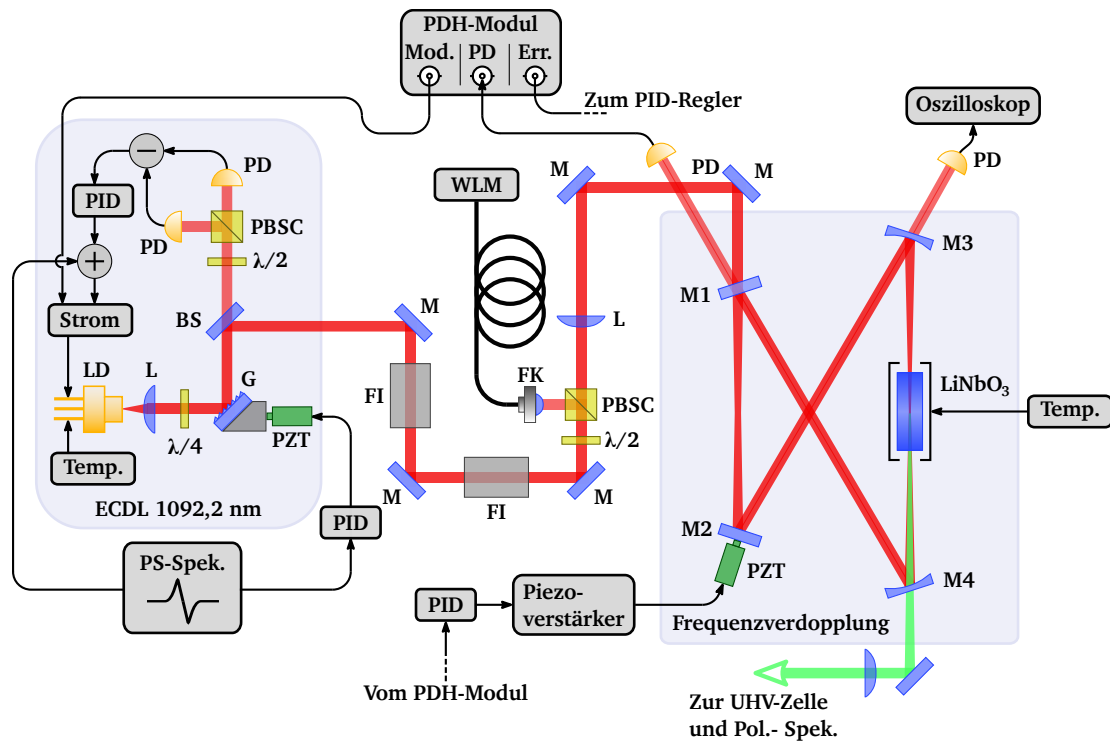 PDH-Modul
Mod. PD Err.
Zum PID-Regler
Oszilloskop
PD
PD
PID
PD
PBSC
λ/2
WLM
M
PD
M
M3
M1
Strom
BS
M
L
LD
L
G
FI
FK
PBSC
LiNbO3
Temp.
λ/4
PZT
λ/2
Temp.
M
FI
M
ECDL 1092,2 nm
PID
M2
PZT
M4
PS-Spek.
PID
Piezo-
verstärker
Frequenzverdopplung
Vom PDH-Modul
Zur UHV-Zelle
und Pol.- Spek.